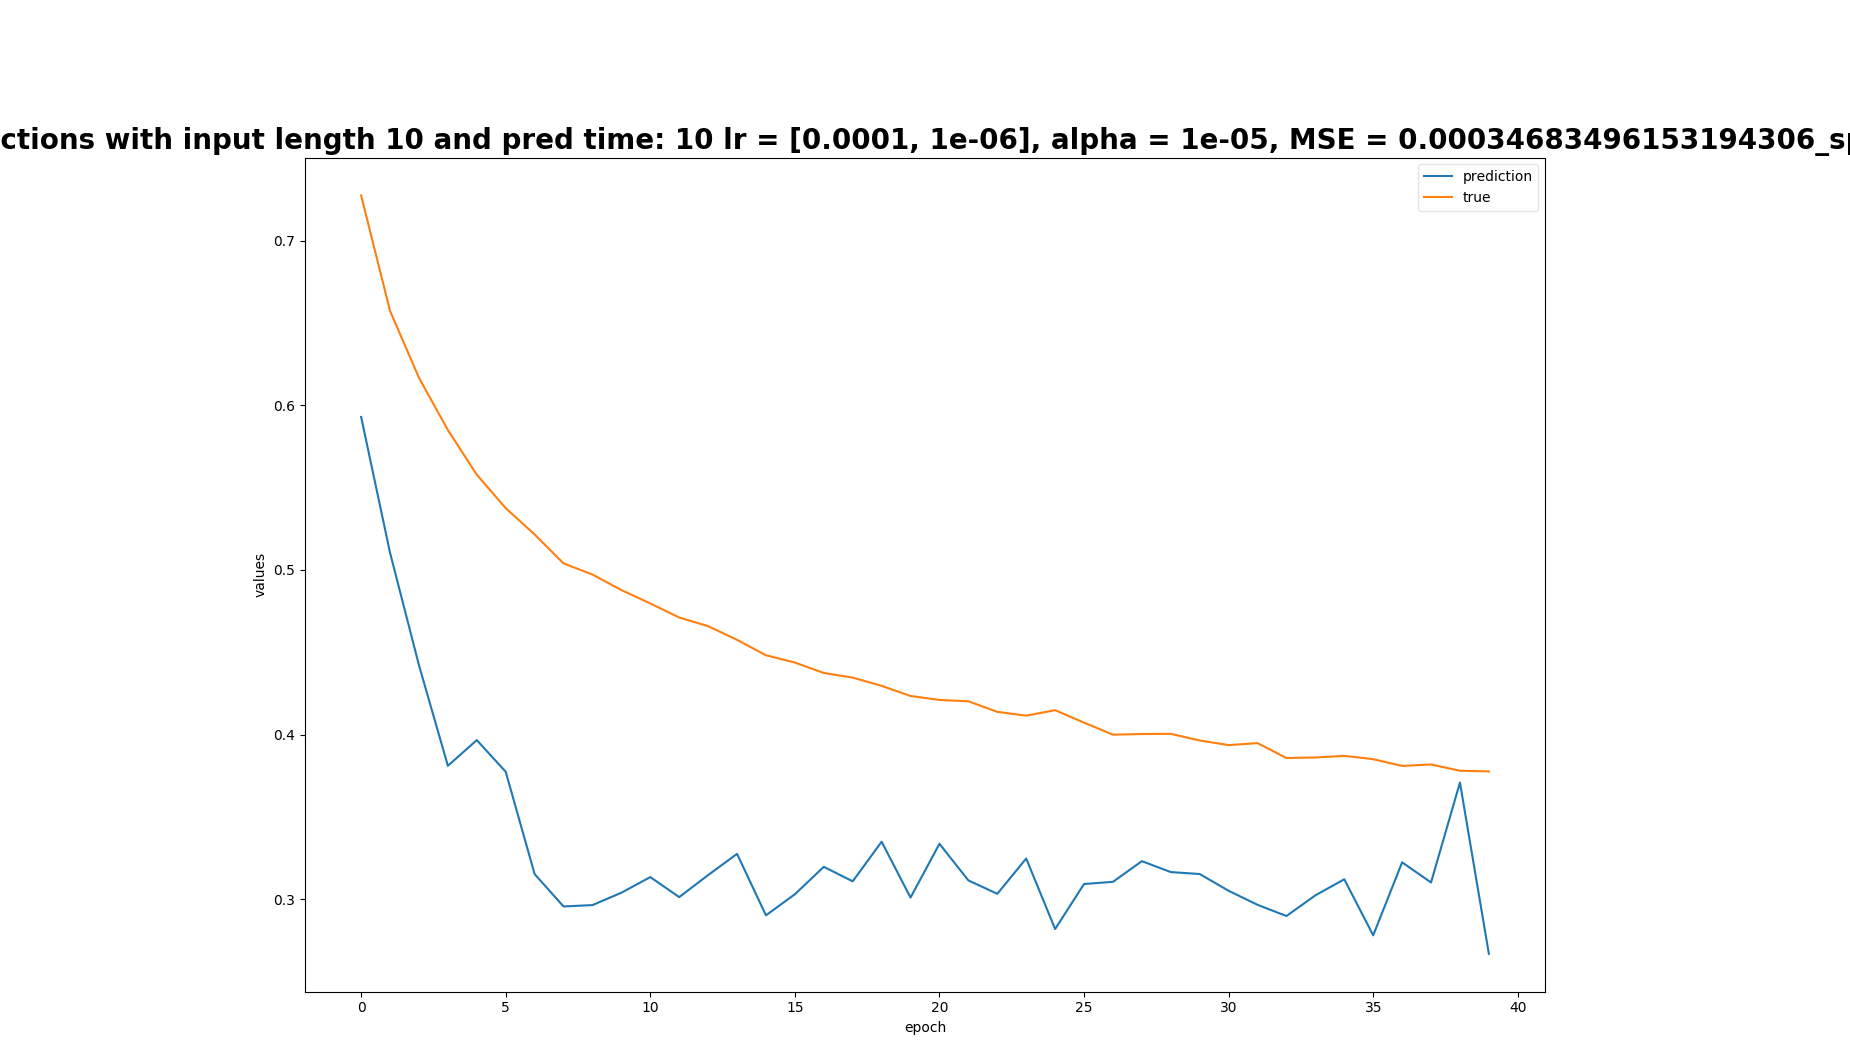 ctions with input length 10 and pred time: 10 lr = [0.0001, 1e-06], alpha = 1e-05, MSE = 0.00034683496153194306_sp
prediction
true
0.7
0.6
0.5
0.4
0.3
values
0 5 10 15 20 25 30 35 40
epoch